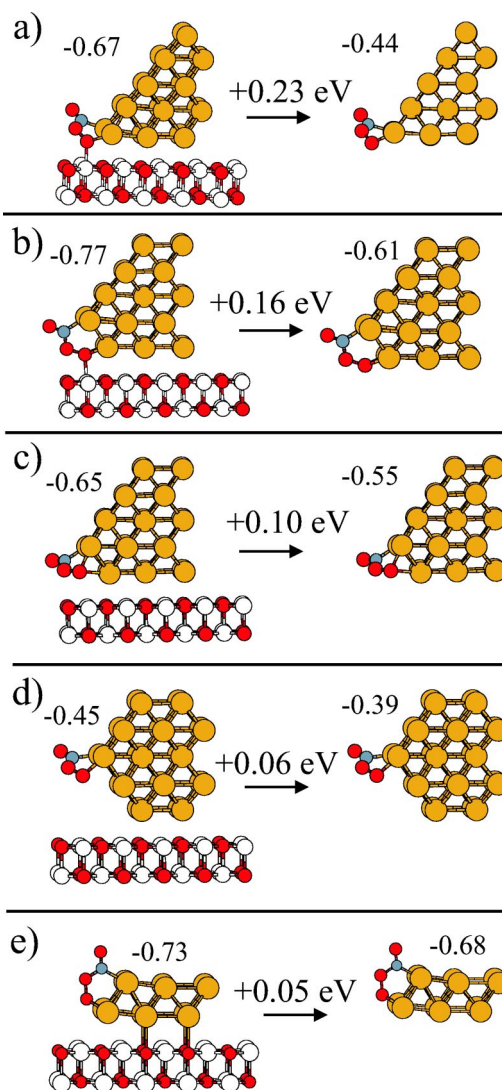 a)
-0.67
-0.44
+0.23 eV
b)
-0.77
-0.61
+0.16 eV
c)
-0.65
-0.55
+0.10 eV
d)
-0.45
-0.39
+0.06 eV
e)
-0.73
-0.68
+0.05 eV